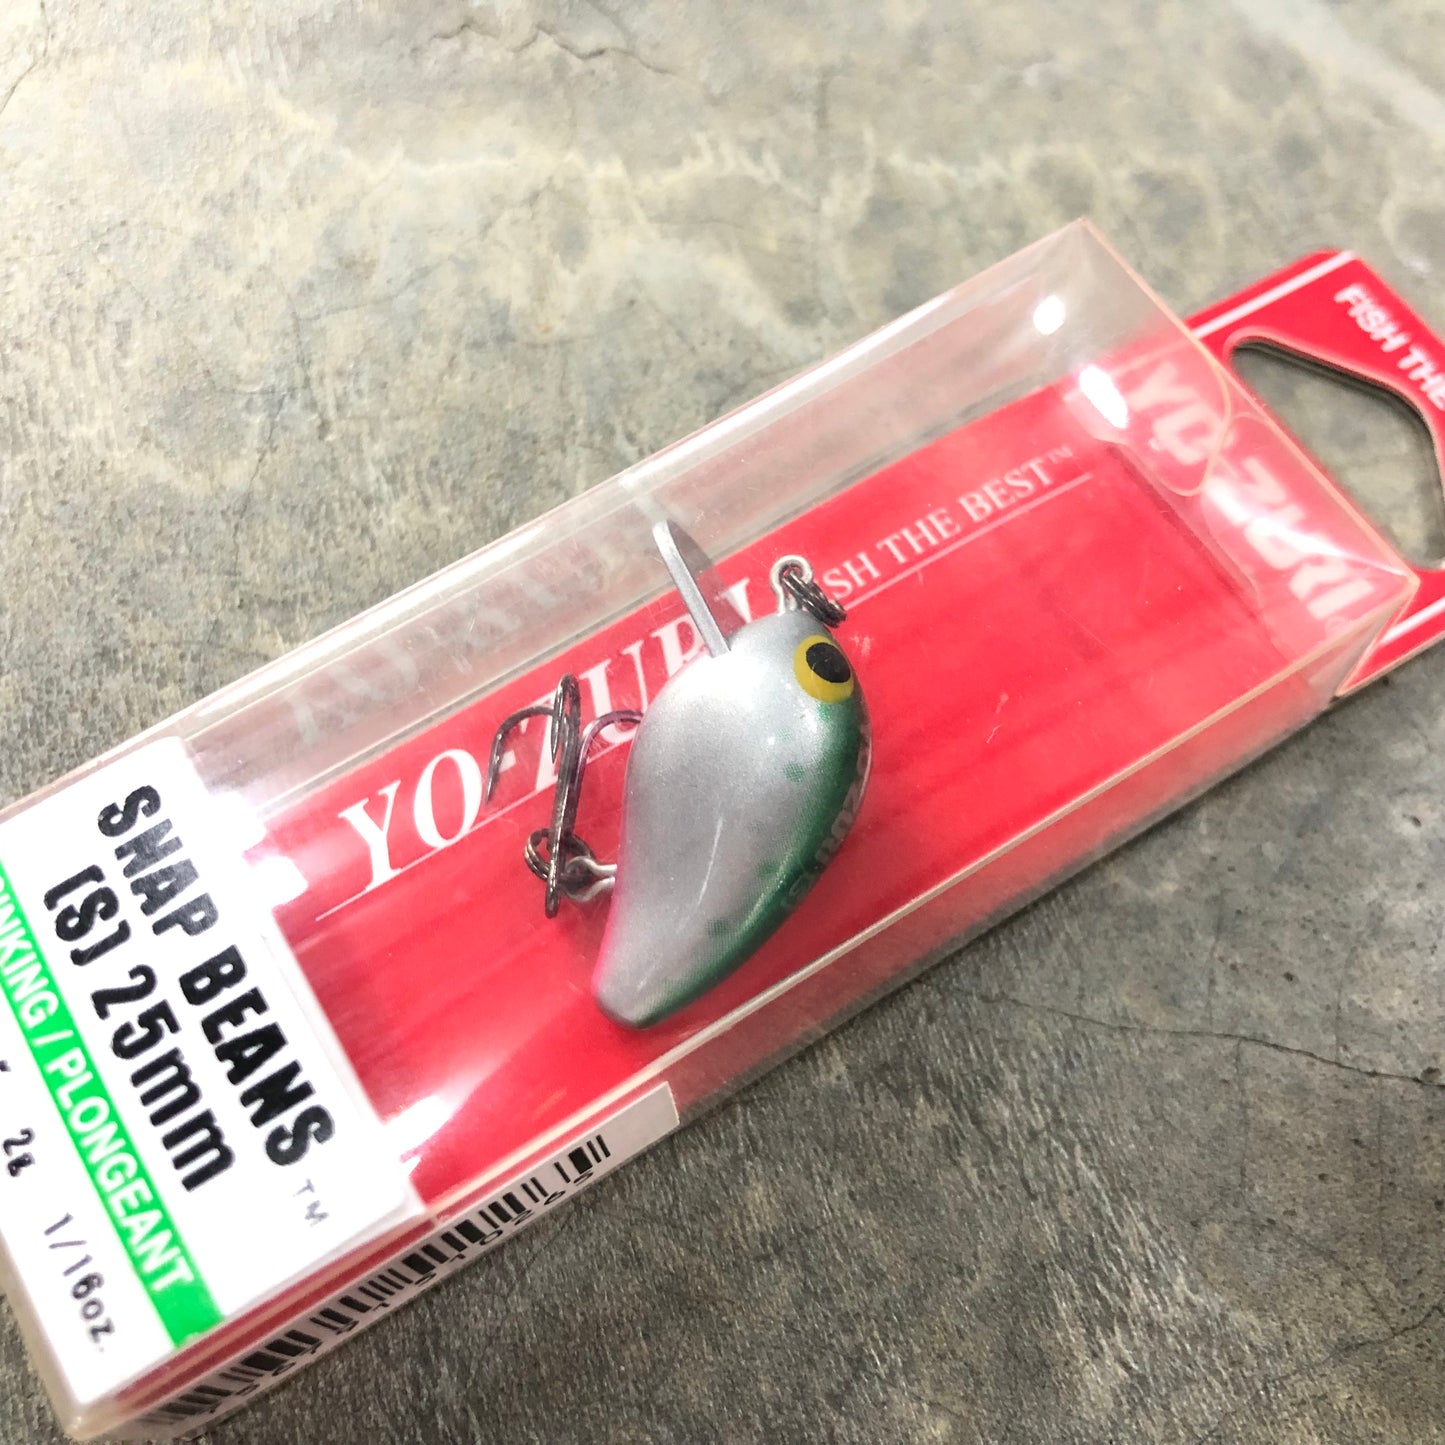 FISH THE
YO-ZURI
FISH THE BEST™
YO-ZURI
SNAP BEANS™
[S] 25mm
SINKING / PLONGEANT
2g 1/16oz.